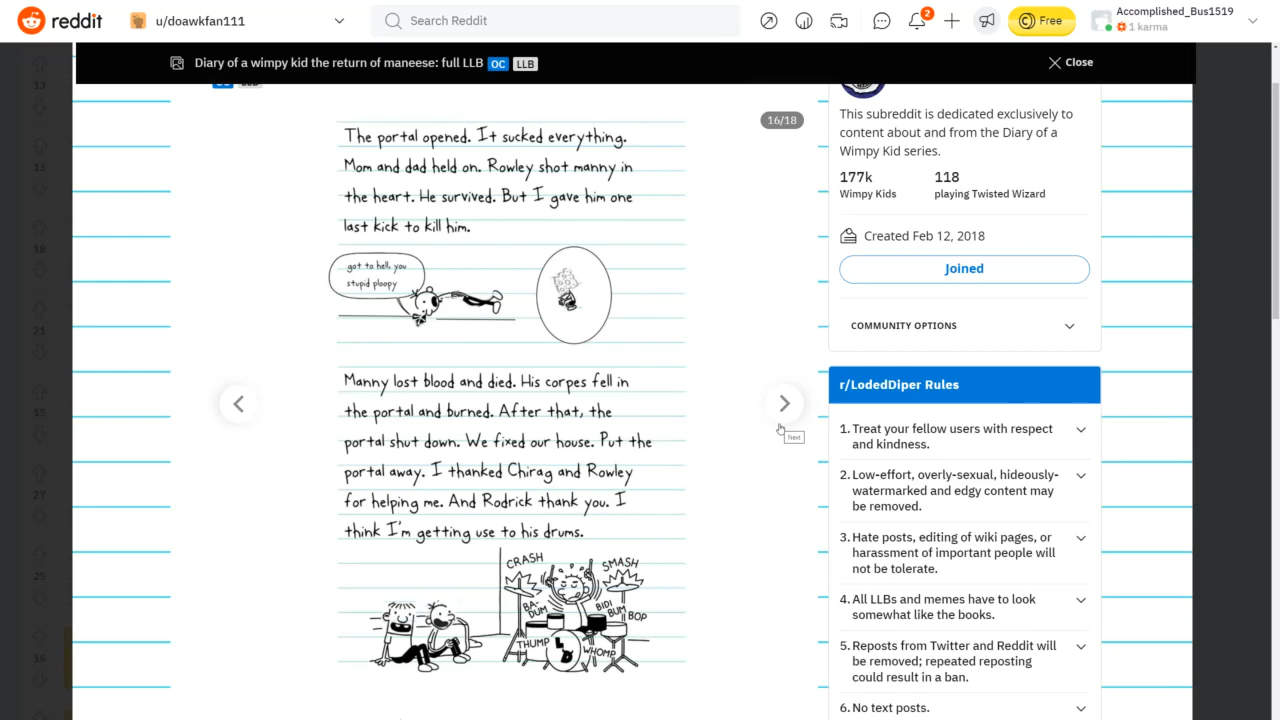 reddit
u/doawkfan111
Search Reddit
2
Free
Accomplished_Bus1519
1 karma
Diary of a wimpy kid the return of maneese: full LLB OC LLB
Close
16/18
The portal opened. It sucked everything.
Mom and dad held on. Rowley shot manny in
the heart. He survived. But I gave him one
last kick to kill him.
got to hell, you
stupid ploopy
Manny lost blood and died. His corpes fell in
the portal and burned. After that, the
portal shut down. We fixed our house. Put the
portal away. I thanked Chirag and Rowley
for helping me. And Rodrick thank you. I
think I'm getting use to his drums.
CRASH
SMASH
BA-
DUM
BIDI
BUM
BOP
THUMP
WHOMP
LD
Next
This subreddit is dedicated exclusively to
content about and from the Diary of a
Wimpy Kid series.
177k
118
Wimpy Kids
playing Twisted Wizard
Created Feb 12, 2018
Joined
COMMUNITY OPTIONS
r/LodedDiper Rules
1. Treat your fellow users with respect
and kindness.
2. Low-effort, overly-sexual, hideously-
watermarked and edgy content may
be removed.
3. Hate posts, editing of wiki pages, or
harassment of important people will
not be tolerate.
4. All LLBs and memes have to look
somewhat like the books.
5. Reposts from Twitter and Reddit will
be removed; repeated reposting
could result in a ban.
6. No text posts.
13
13
18
21
15
27
25
16